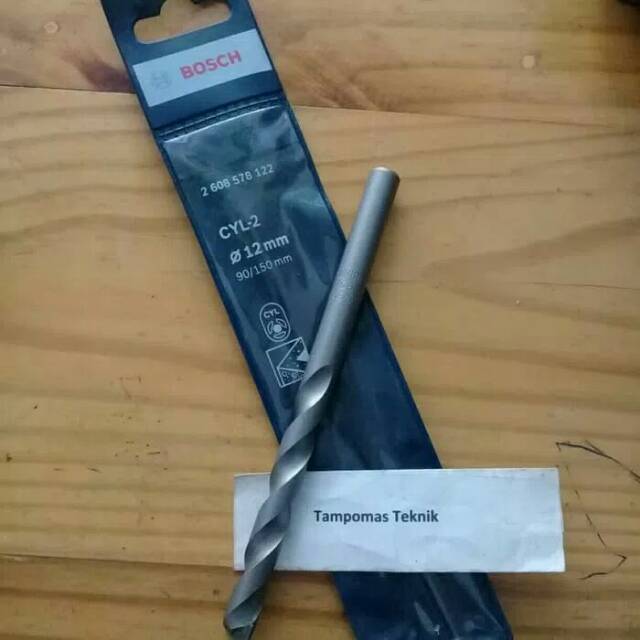 BOSCH
2 608 578 122
CYL-2
Ø 12 mm
90/150 mm
CYL
Tampomas Teknik